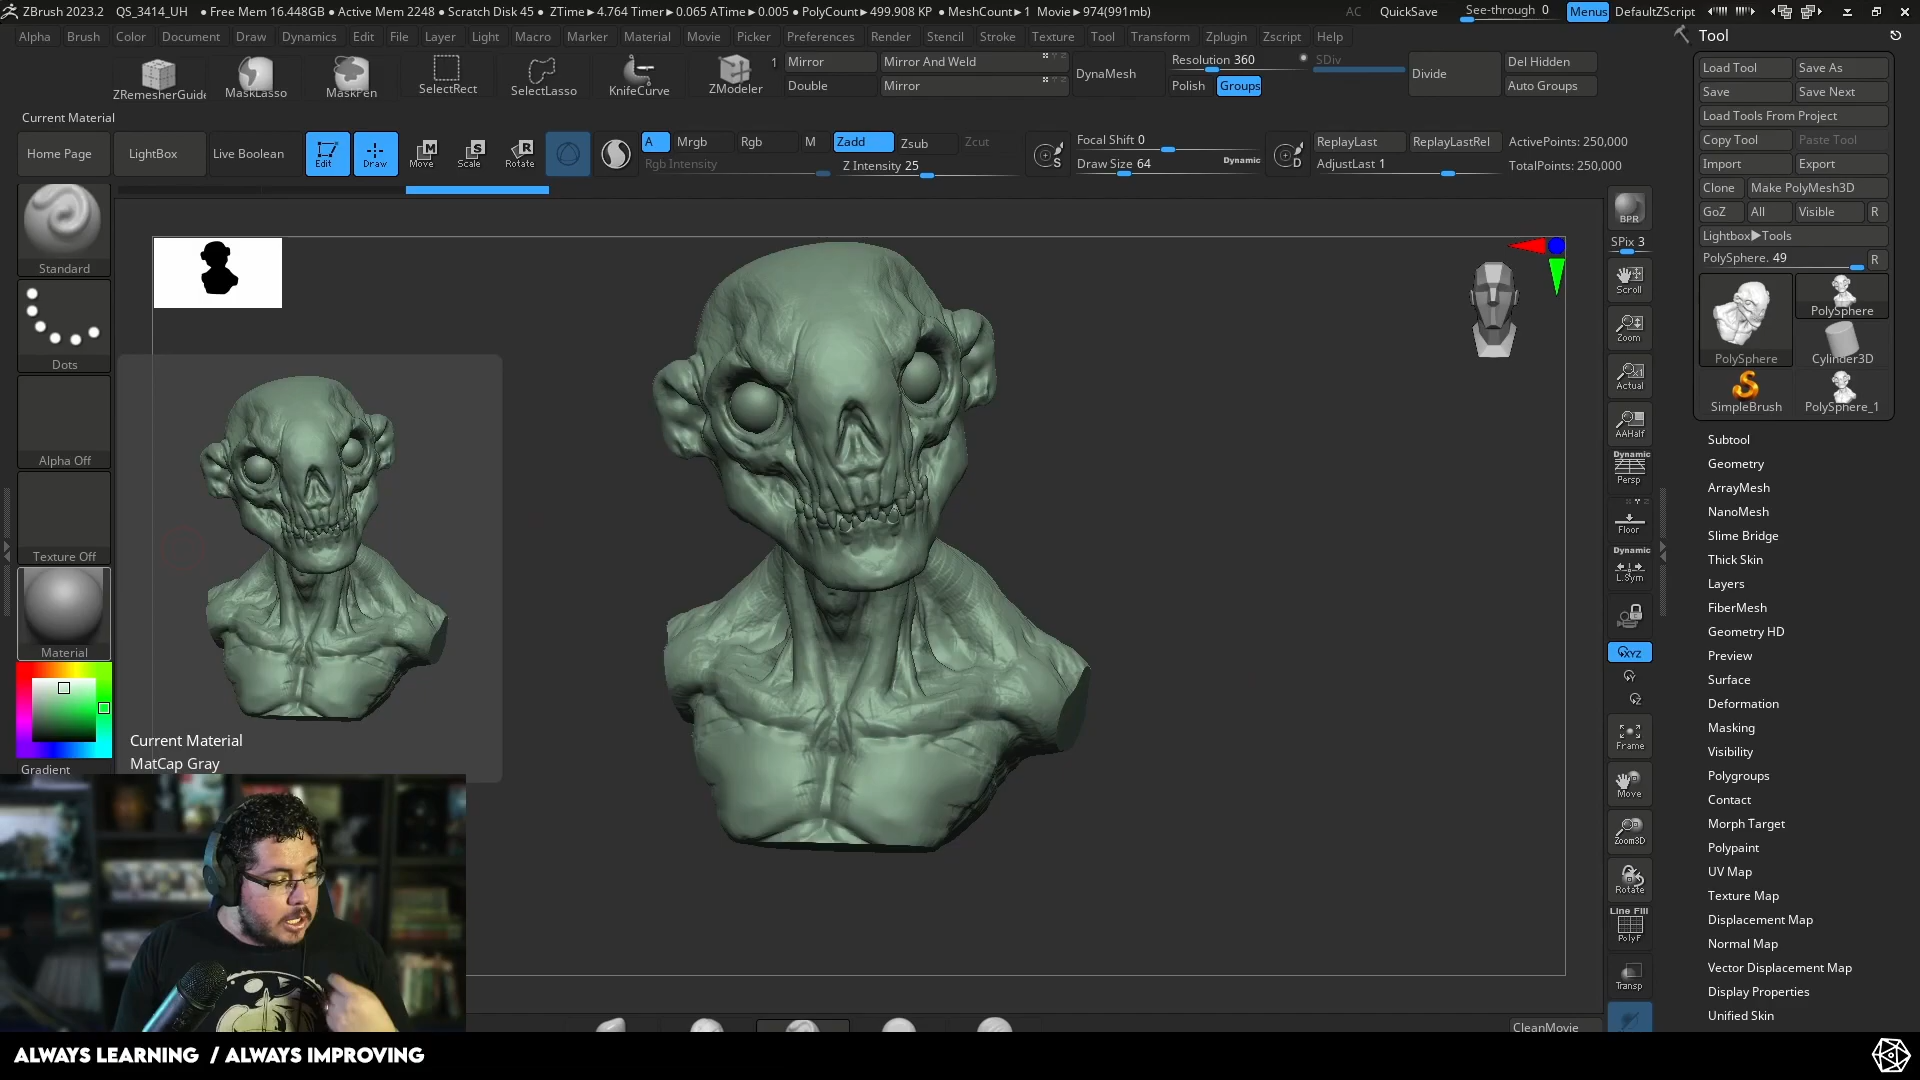 ZBrush 2023.2 QS_3414_UH ● Free Mem 16.448GB ● Active Mem 2248 ● Scratch Disk 45 ● ZTime►4.764 Timer►0.065 ATime►0.005 ● PolyCount►499.908 KP ● MeshCount►1 Movie►974(991mb) AC QuickSave See-through 0 Menus DefaultZScript
Alpha Brush Color Document Draw Dynamics Edit File Layer Light Macro Marker Material Movie Picker Preferences Render Stencil Stroke Texture Tool Transform Zplugin Zscript Help
Tool
ZRemesherGuide
MaskLasso
MaskPen
SelectRect
SelectLasso
KnifeCurve
ZModeler
1
Mirror
Double
Mirror And Weld
Mirror
DynaMesh
Resolution 360
Polish
Groups
SDiv
Divide
Del Hidden
Auto Groups
Current Material
Home Page
LightBox
Live Boolean
Edit
Draw
M
Move
S
Scale
R
Rotate
A
Mrgb
Rgb
M
Rgb Intensity
Zadd
Zsub
Zcut
Z Intensity 25
S
Focal Shift 0
Draw Size 64
Dynamic
D
ReplayLast
ReplayLastRel
AdjustLast 1
ActivePoints: 250,000
TotalPoints: 250,000
Standard
Dots
Alpha Off
Texture Off
Material
Gradient
Current Material
MatCap Gray
BPR
SPix 3
Scroll
Zoom
Actual
AAHalf
Dynamic
Persp
Floor
Dynamic
L.Sym
XYZ
Y
Z
Frame
Move
Zoom3D
Rotate
Line Fill
PolyF
Transp
CleanMovie
Load Tool
Save As
Save
Save Next
Load Tools From Project
Copy Tool
Paste Tool
Import
Export
Clone
Make PolyMesh3D
GoZ
All
Visible
R
Lightbox►Tools
PolySphere. 49
R
PolySphere
PolySphere
Cylinder3D
SimpleBrush
PolySphere_1
Subtool
Geometry
ArrayMesh
NanoMesh
Slime Bridge
Thick Skin
Layers
FiberMesh
Geometry HD
Preview
Surface
Deformation
Masking
Visibility
Polygroups
Contact
Morph Target
Polypaint
UV Map
Texture Map
Displacement Map
Normal Map
Vector Displacement Map
Display Properties
Unified Skin
ALWAYS LEARNING / ALWAYS IMPROVING